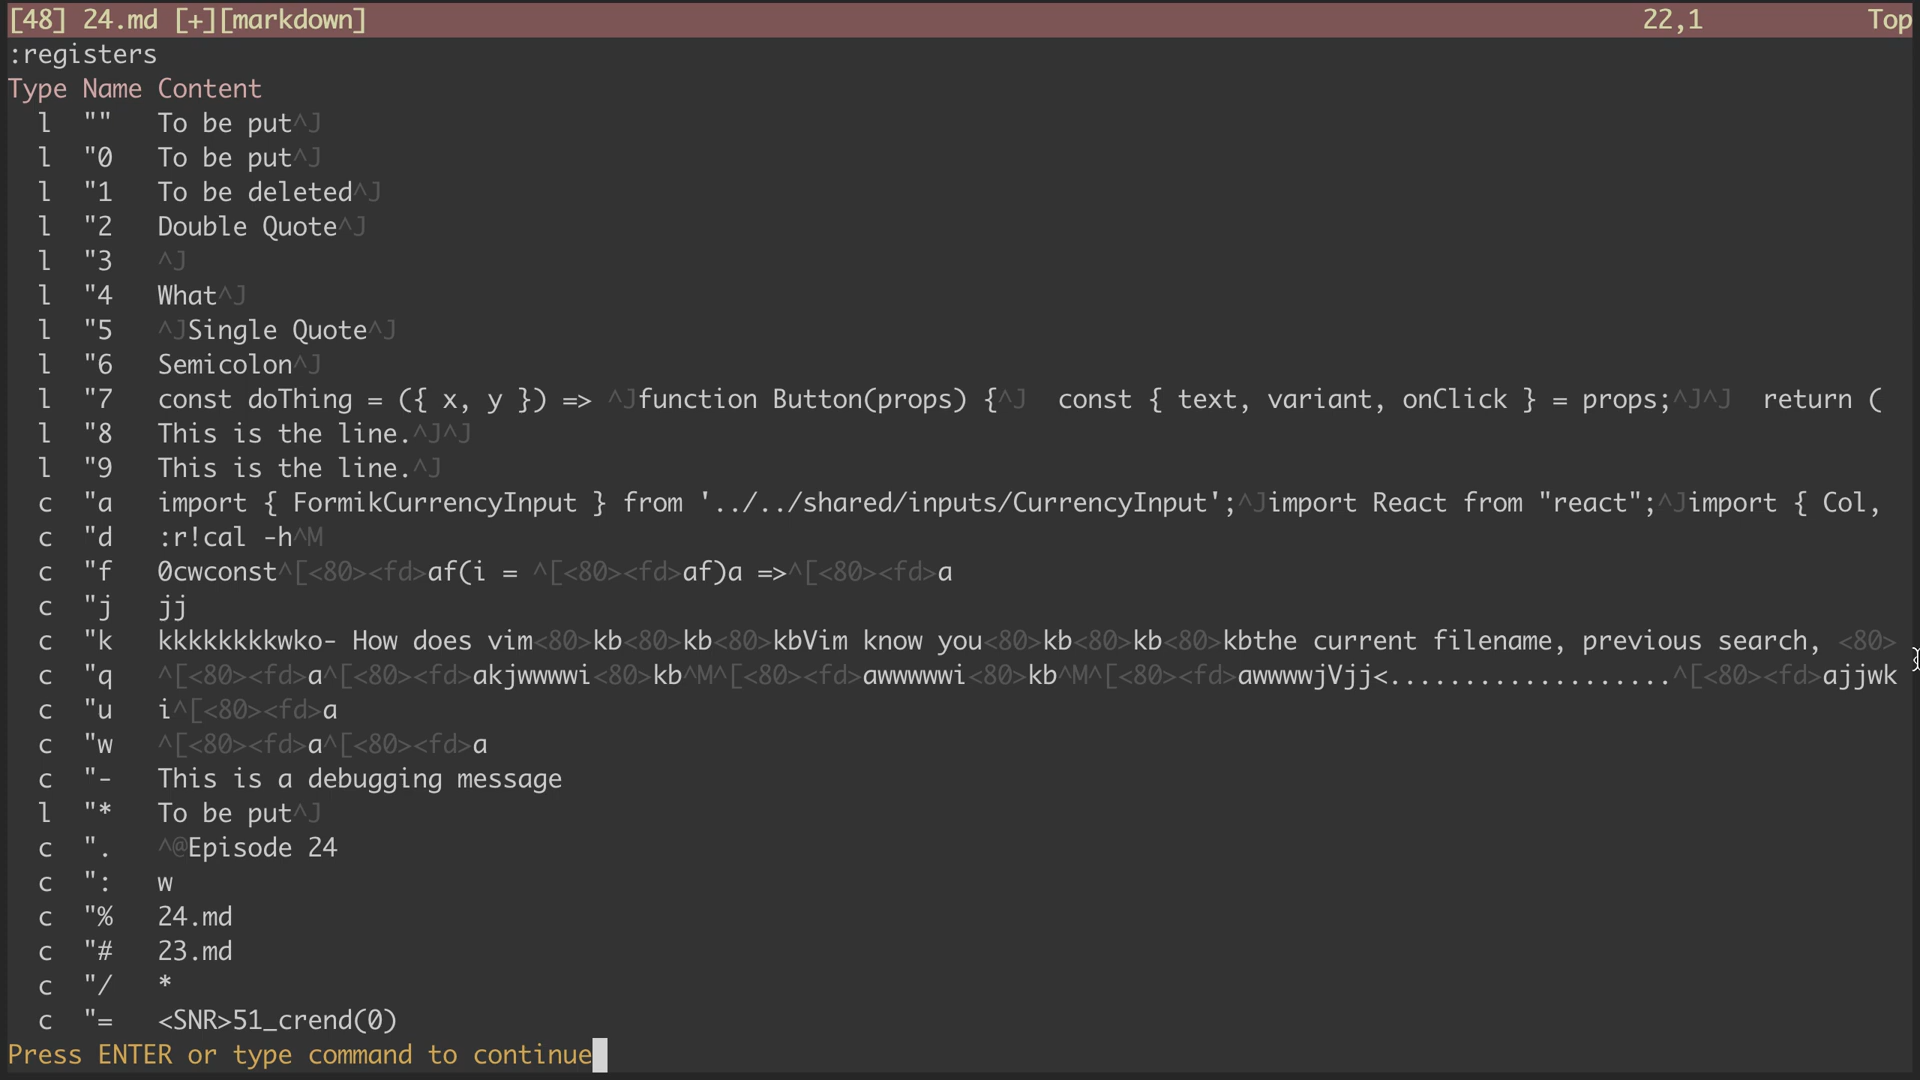 [48] 24.md [+][markdown] 22,1 Top
:registers
Type Name Content
l "" To be put^J
l "0 To be put^J
l "1 To be deleted^J
l "2 Double Quote^J
l "3 ^J
l "4 What^J
l "5 ^JSingle Quote^J
l "6 Semicolon^J
l "7 const doThing = ({ x, y }) => ^Jfunction Button(props) {^J  const { text, variant, onClick } = props;^J^J  return (
l "8 This is the line.^J^J
l "9 This is the line.^J
c "a import { FormikCurrencyInput } from '../../shared/inputs/CurrencyInput';^Jimport React from "react";^Jimport { Col,
c "d :r!cal -h^M
c "f 0cwconst^[<80><fd>af(i = ^[<80><fd>af)a =>^[<80><fd>a
c "j jj
c "k kkkkkkkkwko- How does vim<80>kb<80>kb<80>kbVim know you<80>kb<80>kb<80>kbthe current filename, previous search, <80>
c "q ^[<80><fd>a^[<80><fd>akjwwwwi<80>kb^M^[<80><fd>awwwwwi<80>kb^M^[<80><fd>awwwwjVjj<...................^[<80><fd>ajjwk
c "u i^[<80><fd>a
c "w ^[<80><fd>a^[<80><fd>a
c "- This is a debugging message
l "* To be put^J
c ". ^@Episode 24
c ": w
c "% 24.md
c "# 23.md
c "/ *
c "= <SNR>51_crend(0)
Press ENTER or type command to continue